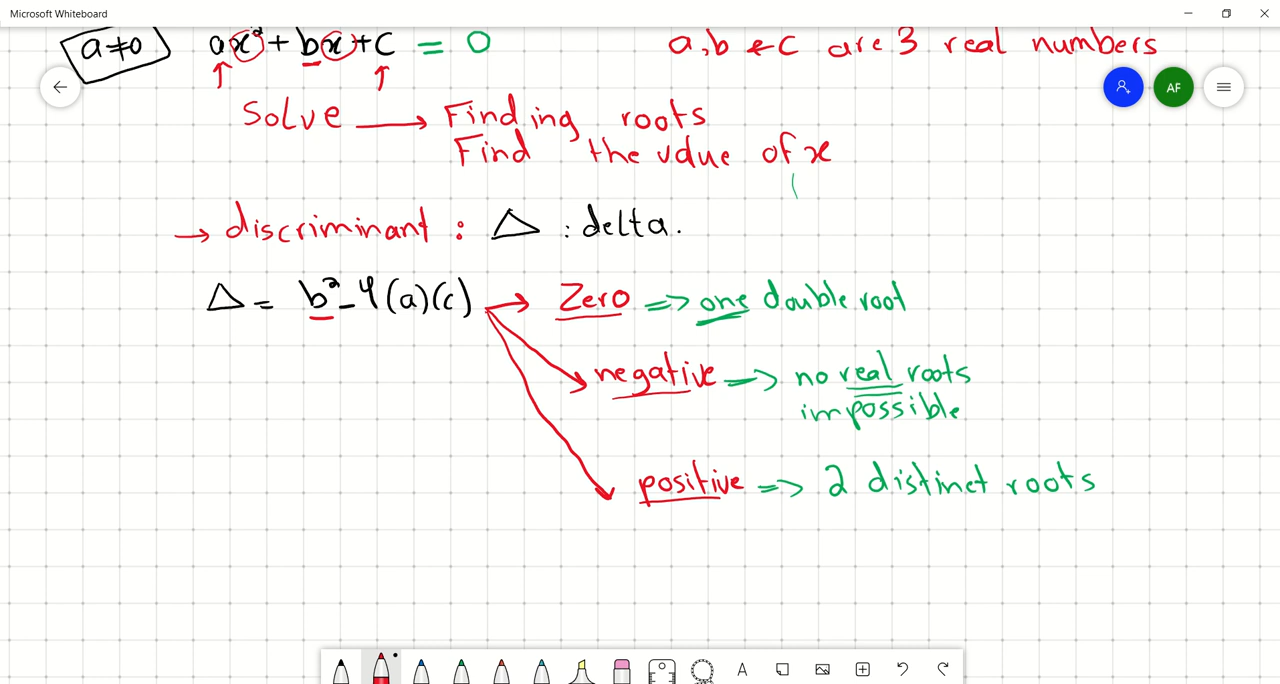 Microsoft Whiteboard
a≠0 ax²+bx+c = 0 a,b & c are 3 real numbers
AF
Solve → Finding roots
Find the value of x
→ discriminant : △ : delta.
△ = b²-4(a)(c) → Zero => one double root
negative => no real roots
impossible
positive => 2 distinct roots
A